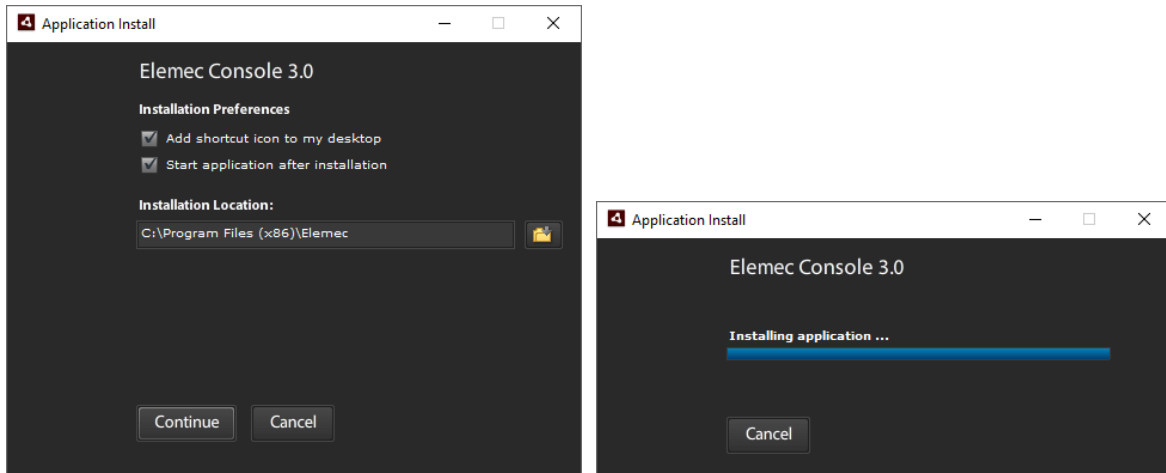 Application Install
Elemec Console 3.0
Installation Preferences
Add shortcut icon to my desktop
Start application after installation
Installation Location:
C:\Program Files (x86)\Elemec
Continue Cancel
Application Install
Elemec Console 3.0
Installing application ...
Cancel